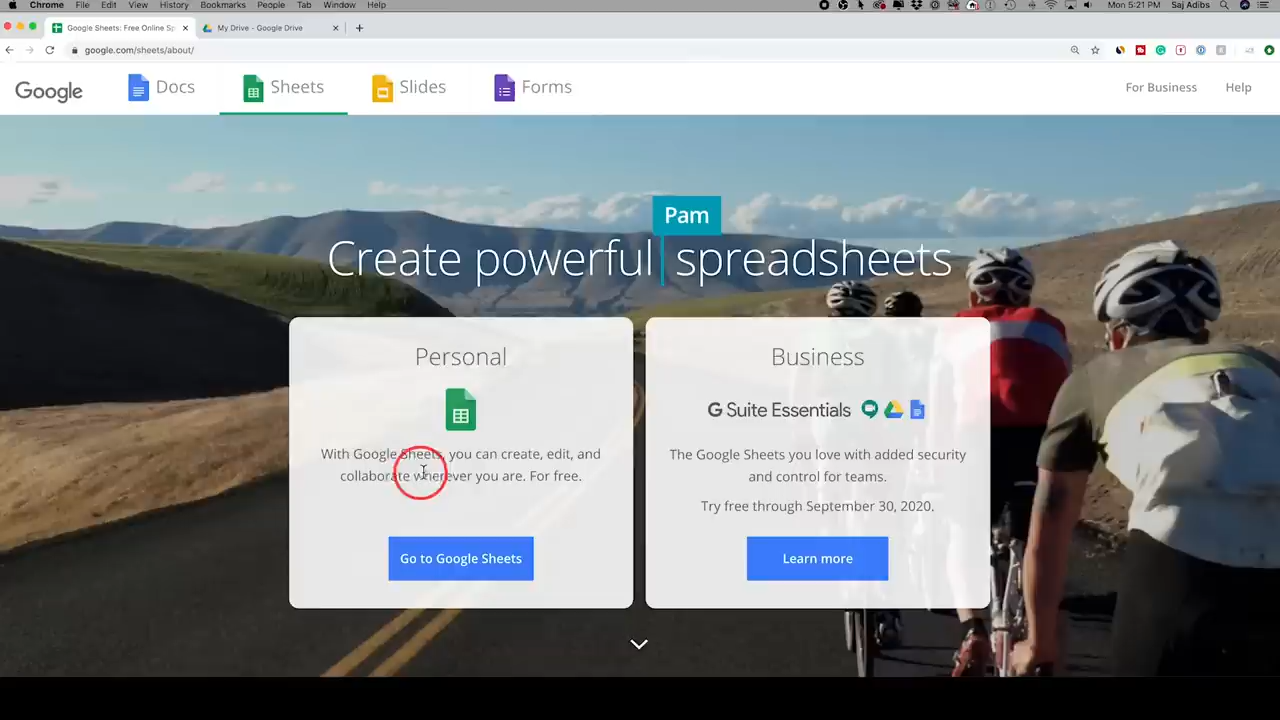 Chrome File Edit View History Bookmarks People Tab Window Help Mon 5:21 PM Saj Adibs
Google Sheets: Free Online Sp My Drive - Google Drive
google.com/sheets/about/
Google Docs Sheets Slides Forms For Business Help
Pam
Create powerful spreadsheets
Personal
With Google Sheets, you can create, edit, and
collaborate wherever you are. For free.
Go to Google Sheets
Business
G Suite Essentials
The Google Sheets you love with added security
and control for teams.
Try free through September 30, 2020.
Learn more